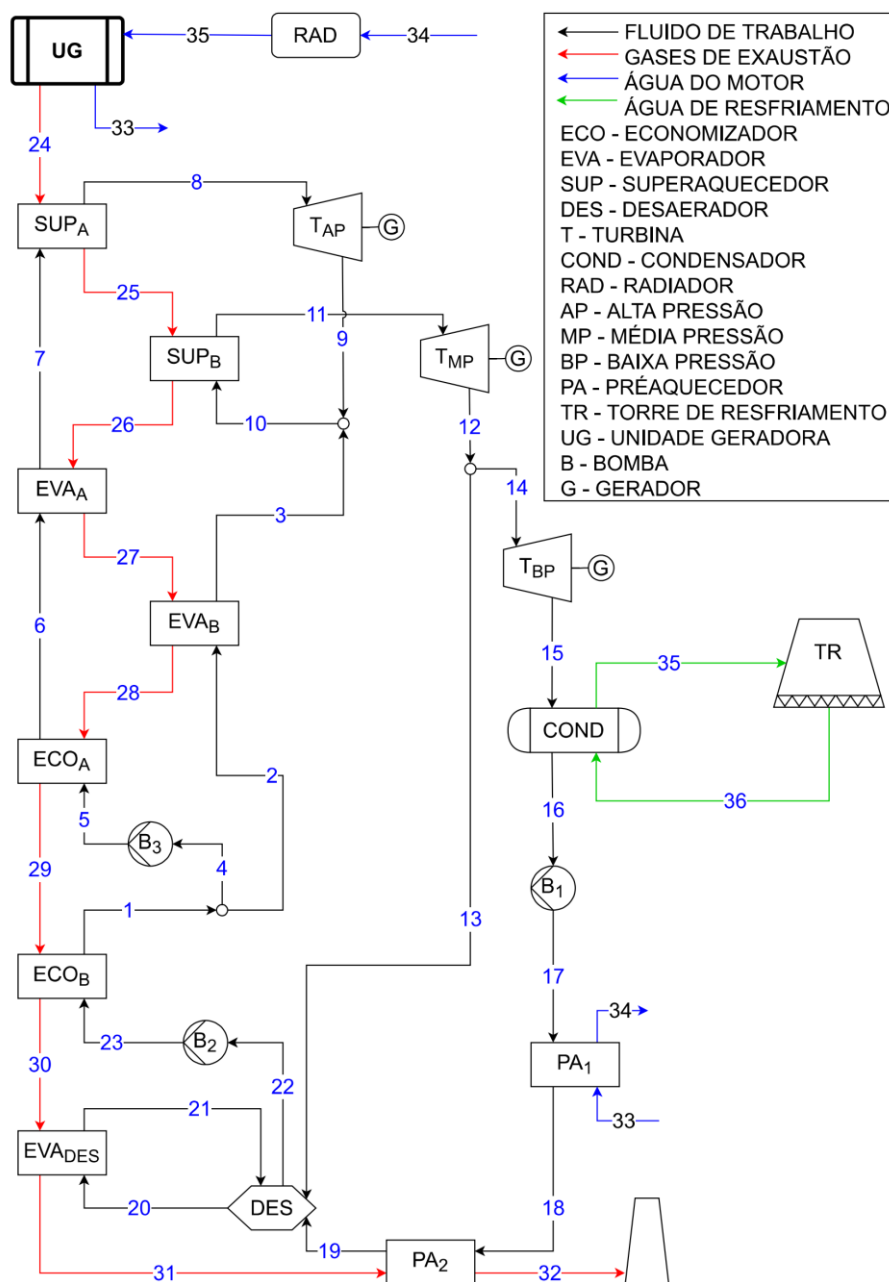 UG
35
RAD
34
FLUIDO DE TRABALHO
GASES DE EXAUSTÃO
ÁGUA DO MOTOR
ÁGUA DE RESFRIAMENTO
ECO - ECONOMIZADOR
EVA - EVAPORADOR
SUP - SUPERAQUECEDOR
DES - DESAERADOR
T - TURBINA
COND - CONDENSADOR
RAD - RADIADOR
AP - ALTA PRESSÃO
MP - MÉDIA PRESSÃO
BP - BAIXA PRESSÃO
PA - PRÉAQUECEDOR
TR - TORRE DE RESFRIAMENTO
UG - UNIDADE GERADORA
B - BOMBA
G - GERADOR
33
24
8
SUPA
TAP
G
25
11
9
7
SUPB
TMP
G
26
10
12
EVAA
14
3
27
TBP
G
6
EVAB
15
35
TR
28
COND
ECOA
2
16
36
5
B3
4
29
B1
1
13
ECOB
17
23
B2
34
30
22
PA1
21
33
EVADES
20
DES
18
19
PA2
31
32